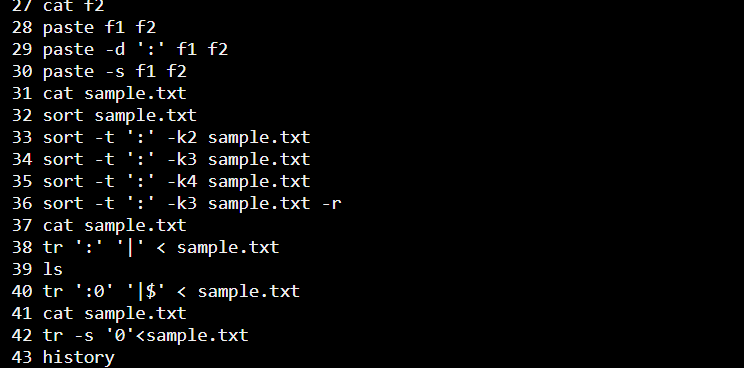 27 cat f2
28 paste f1 f2
29 paste -d ':' f1 f2
30 paste -s f1 f2
31 cat sample.txt
32 sort sample.txt
33 sort -t ':' -k2 sample.txt
34 sort -t ':' -k3 sample.txt
35 sort -t ':' -k4 sample.txt
36 sort -t ':' -k3 sample.txt -r
37 cat sample.txt
38 tr ':' '|' < sample.txt
39 ls
40 tr ':0' '|$' < sample.txt
41 cat sample.txt
42 tr -s '0'<sample.txt
43 history